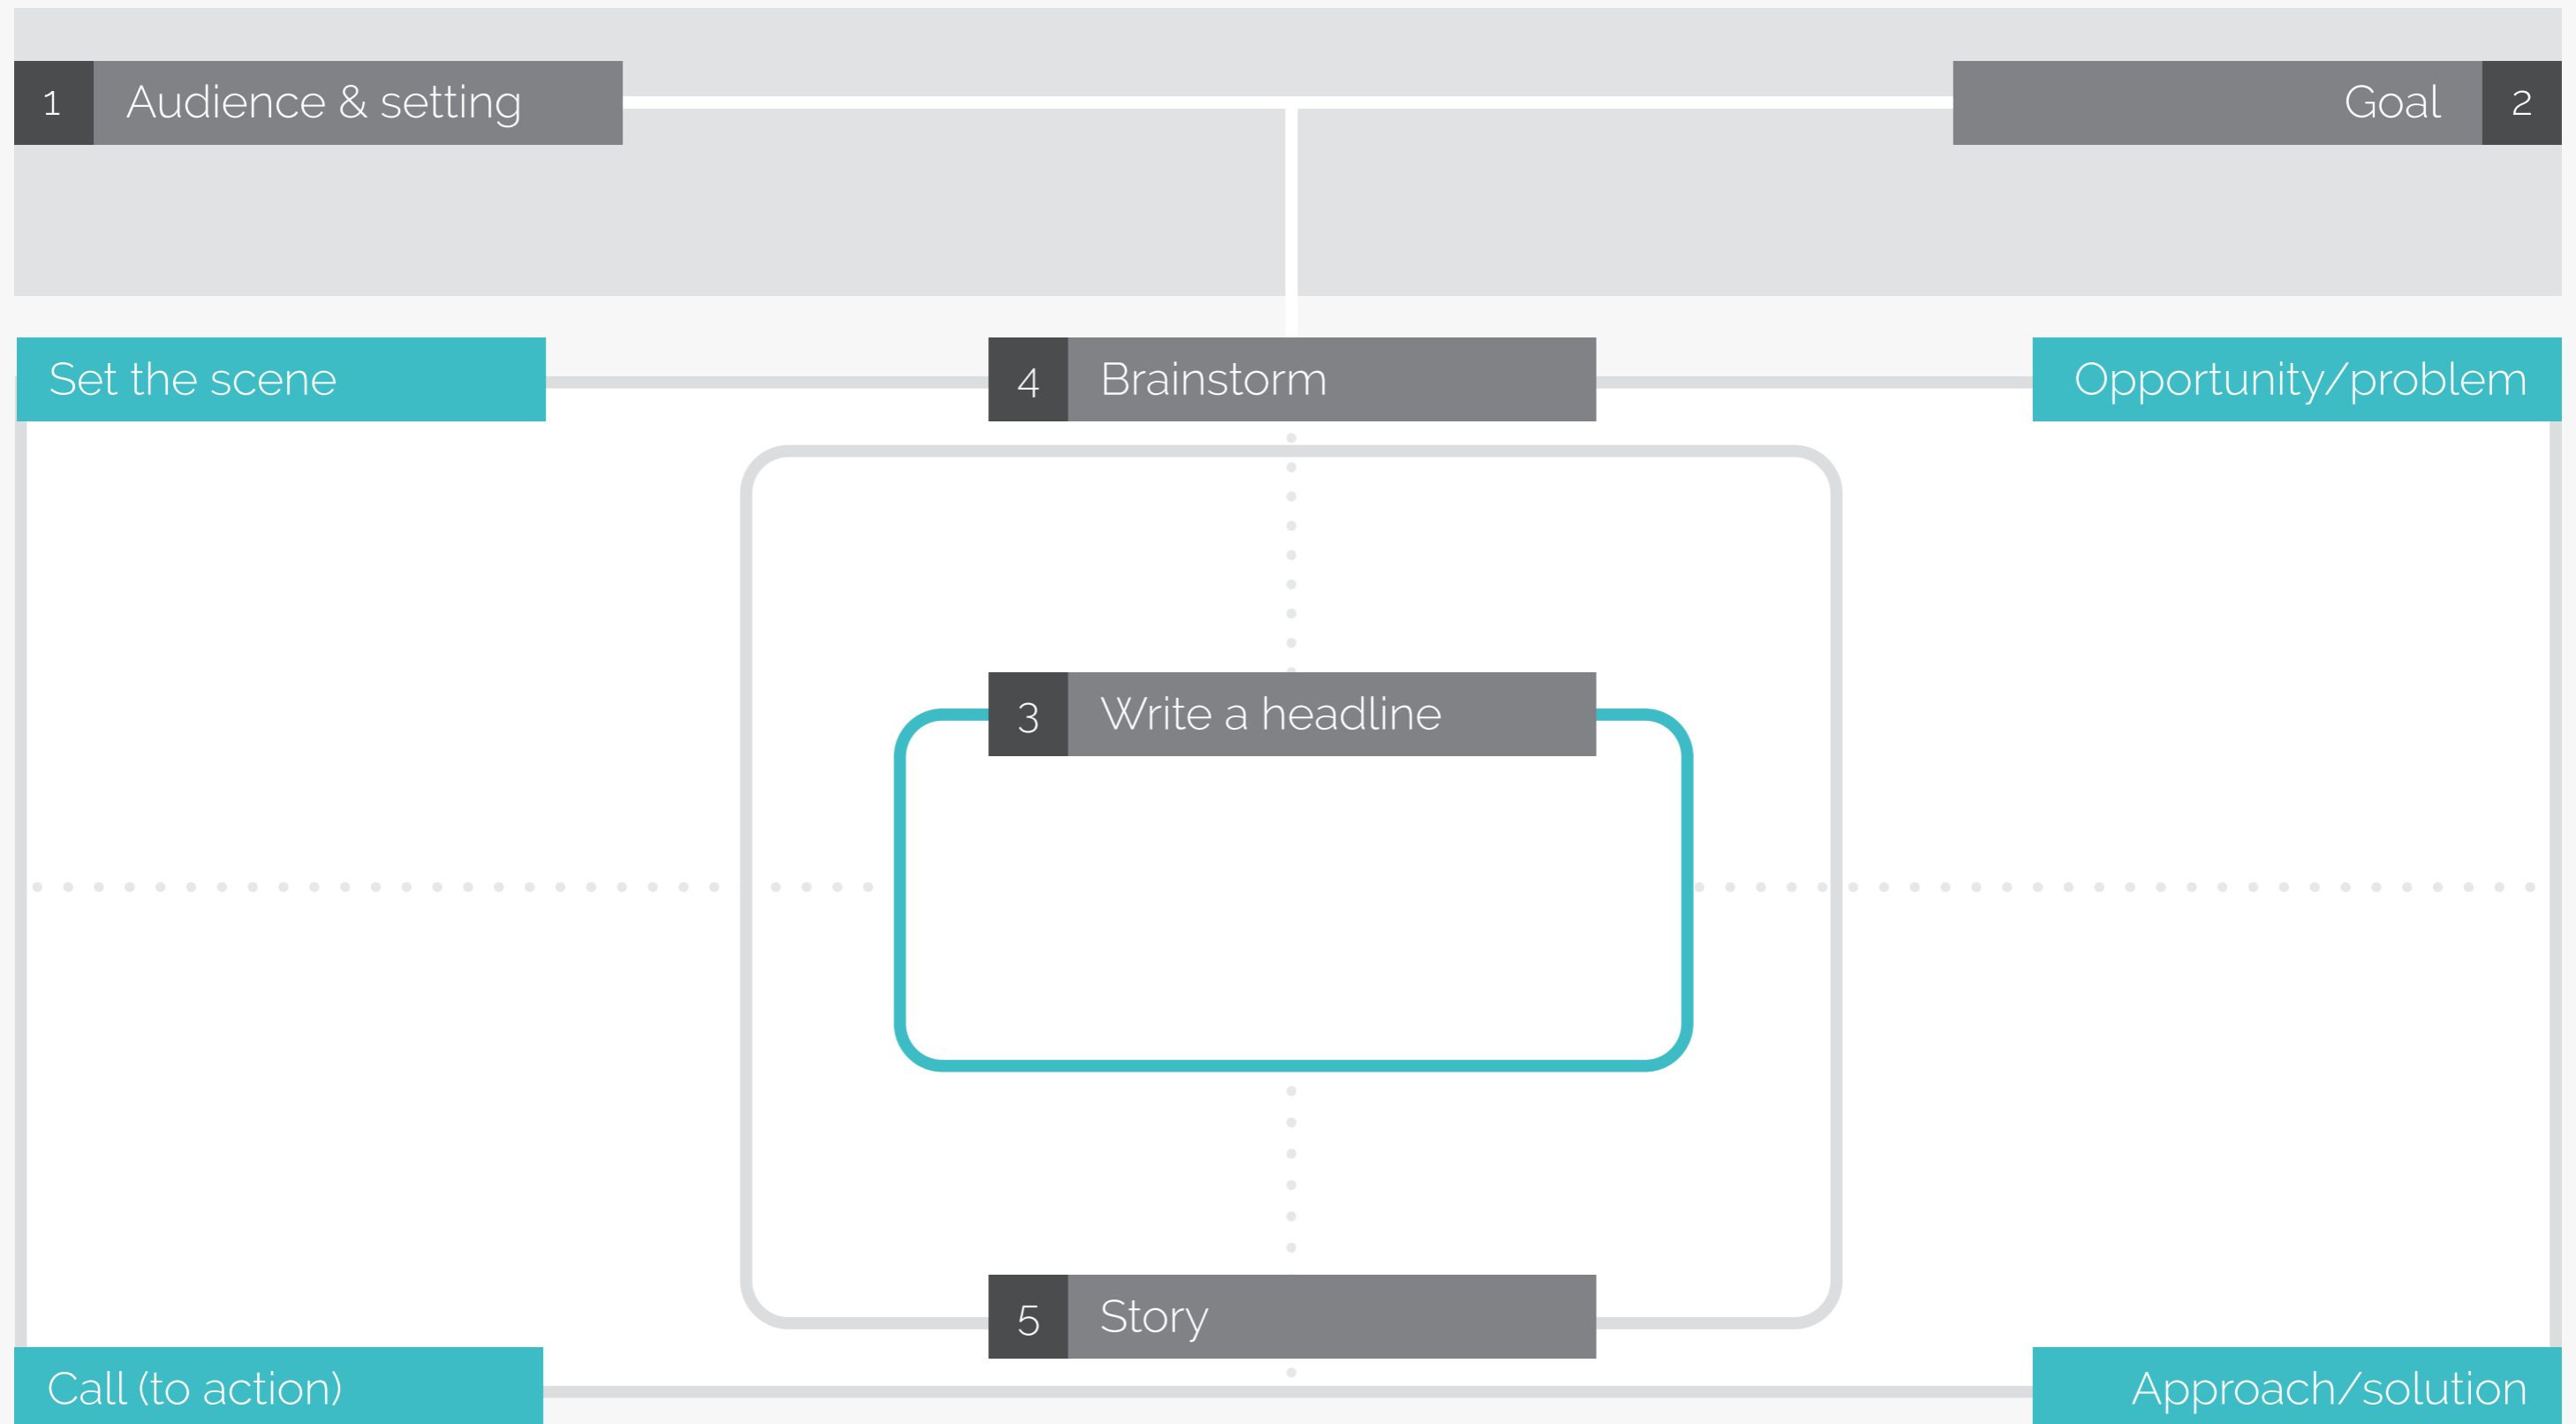 1 Audience & setting
Goal 2
Set the scene
4 Brainstorm
Opportunity/problem
3 Write a headline
5 Story
Call (to action)
Approach/solution